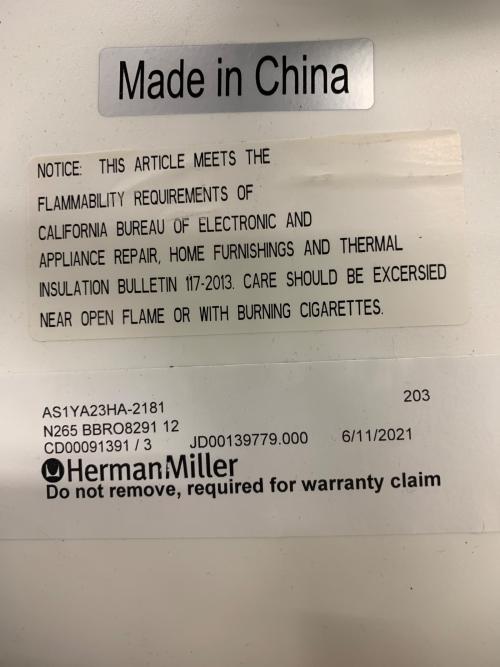 Made in China
NOTICE: THIS ARTICLE MEETS THE
FLAMMABILITY REQUIREMENTS OF
CALIFORNIA BUREAU OF ELECTRONIC AND
APPLIANCE REPAIR, HOME FURNISHINGS AND THERMAL
INSULATION BULLETIN 117-2013. CARE SHOULD BE EXCERSIED
NEAR OPEN FLAME OR WITH BURNING CIGARETTES.
AS1YA23HA-2181 203
N265 BBRO8291 12
CD00091391 / 3 JD00139779.000 6/11/2021
HermanMiller
Do not remove, required for warranty claim